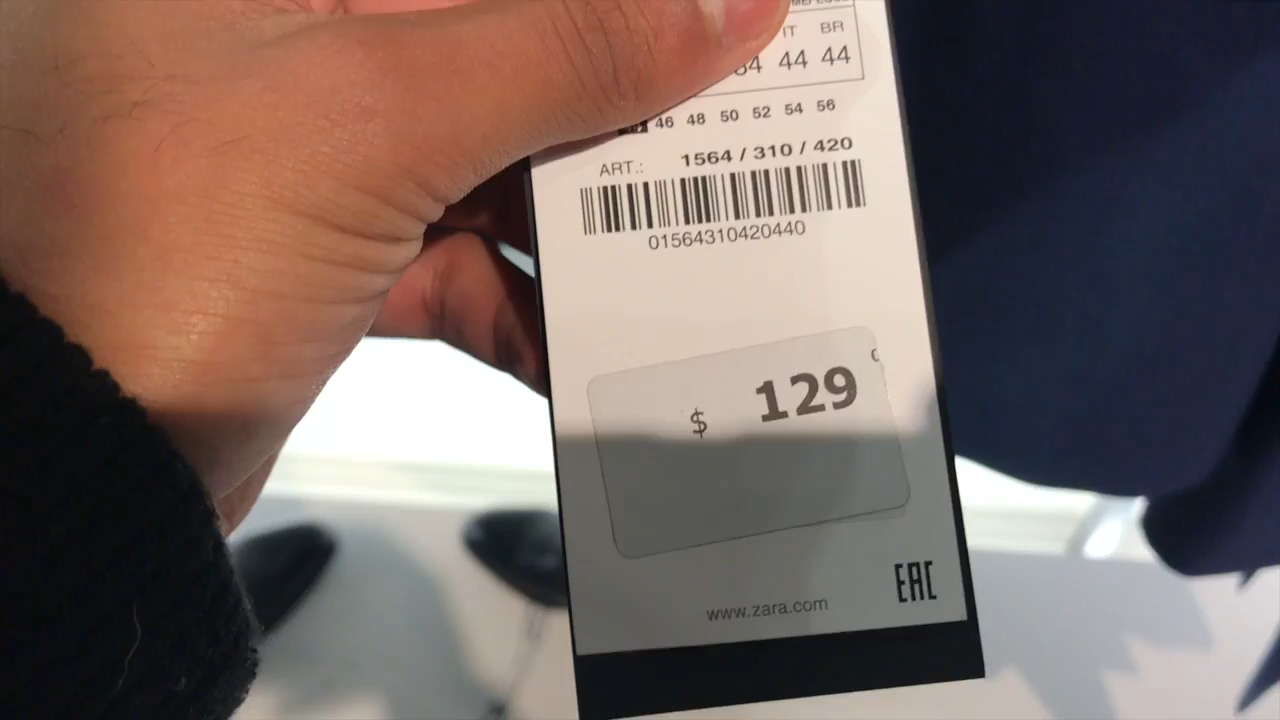 IT BR
44 44
46 48 50 52 54 56
ART.: 1564 / 310 / 420
01564310420440
$ 129
www.zara.com
EAC